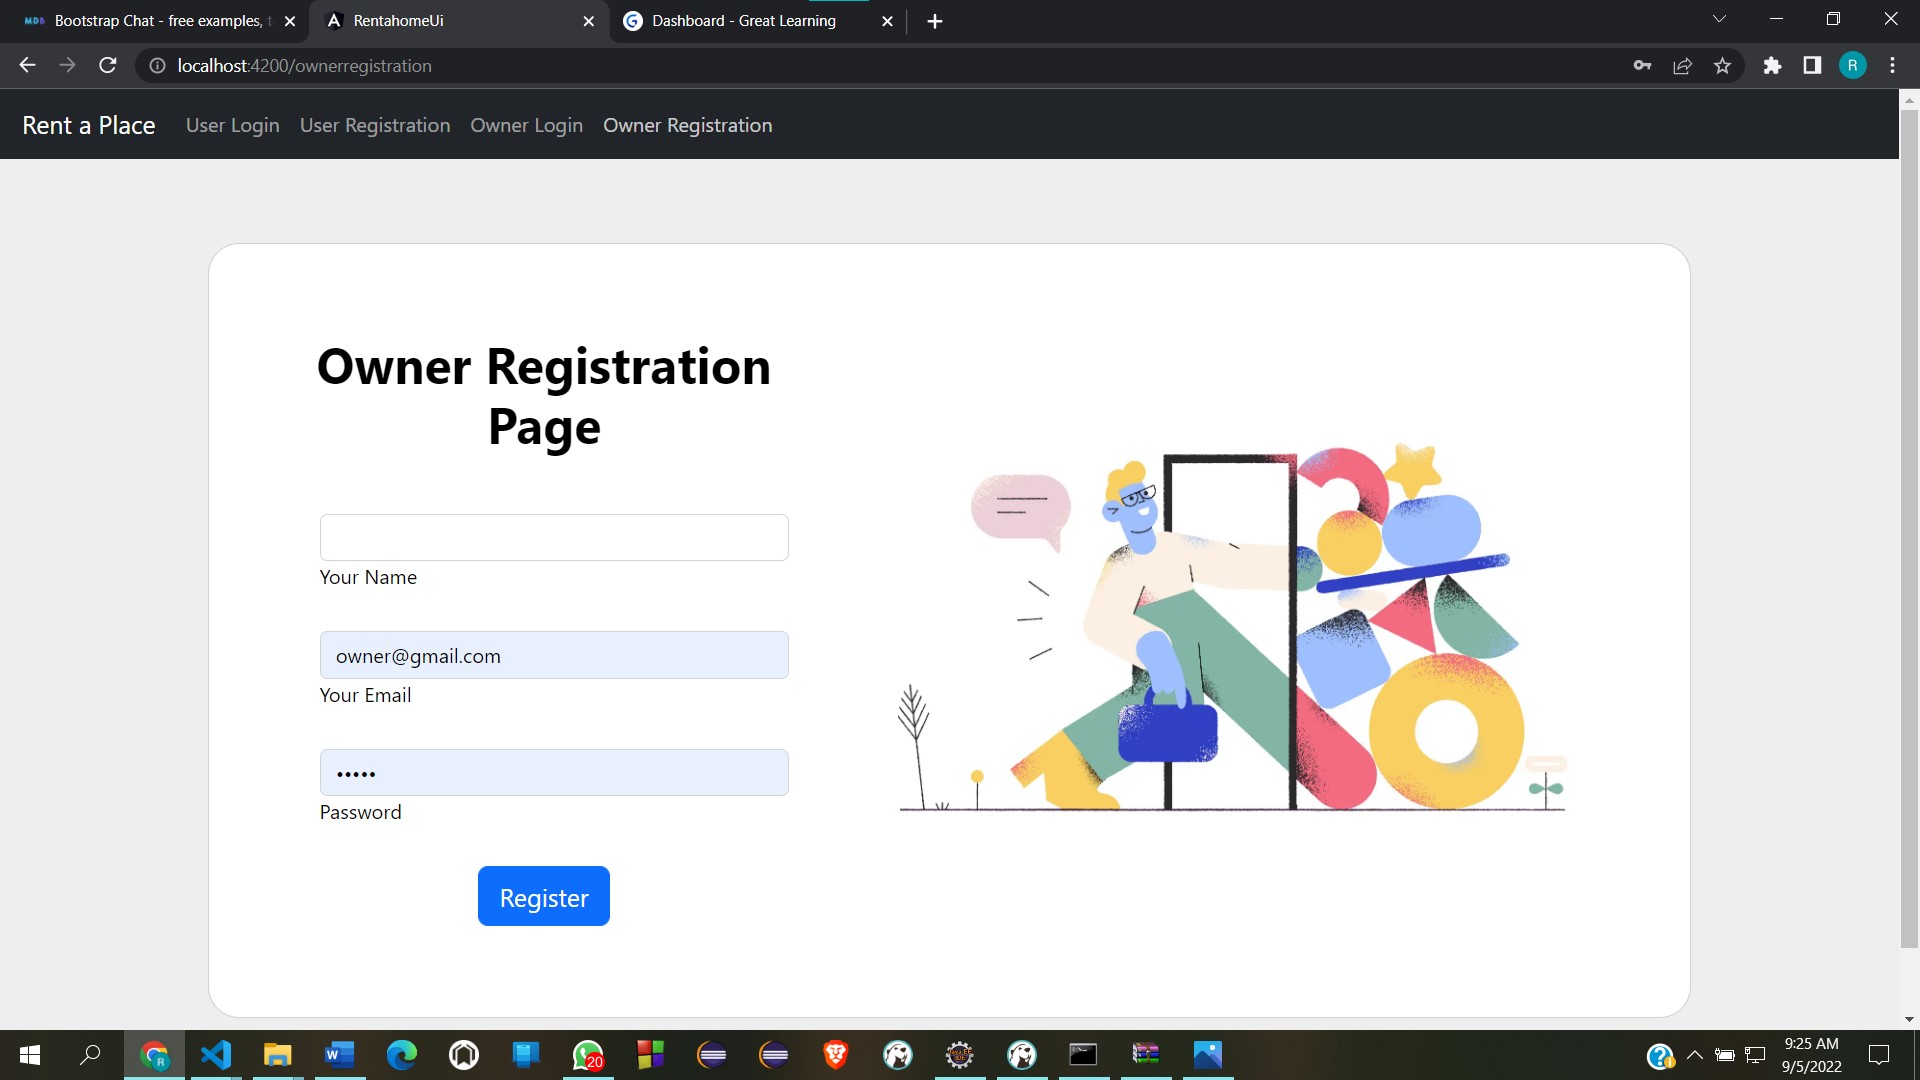 MDB Bootstrap Chat - free examples, t
RentahomeUi
Dashboard - Great Learning
localhost:4200/ownerregistration
R
Rent a Place
User Login
User Registration
Owner Login
Owner Registration
Owner Registration
Page
Your Name
owner@gmail.com
Your Email
•••••
Password
Register
R
W
20
9:25 AM
9/5/2022